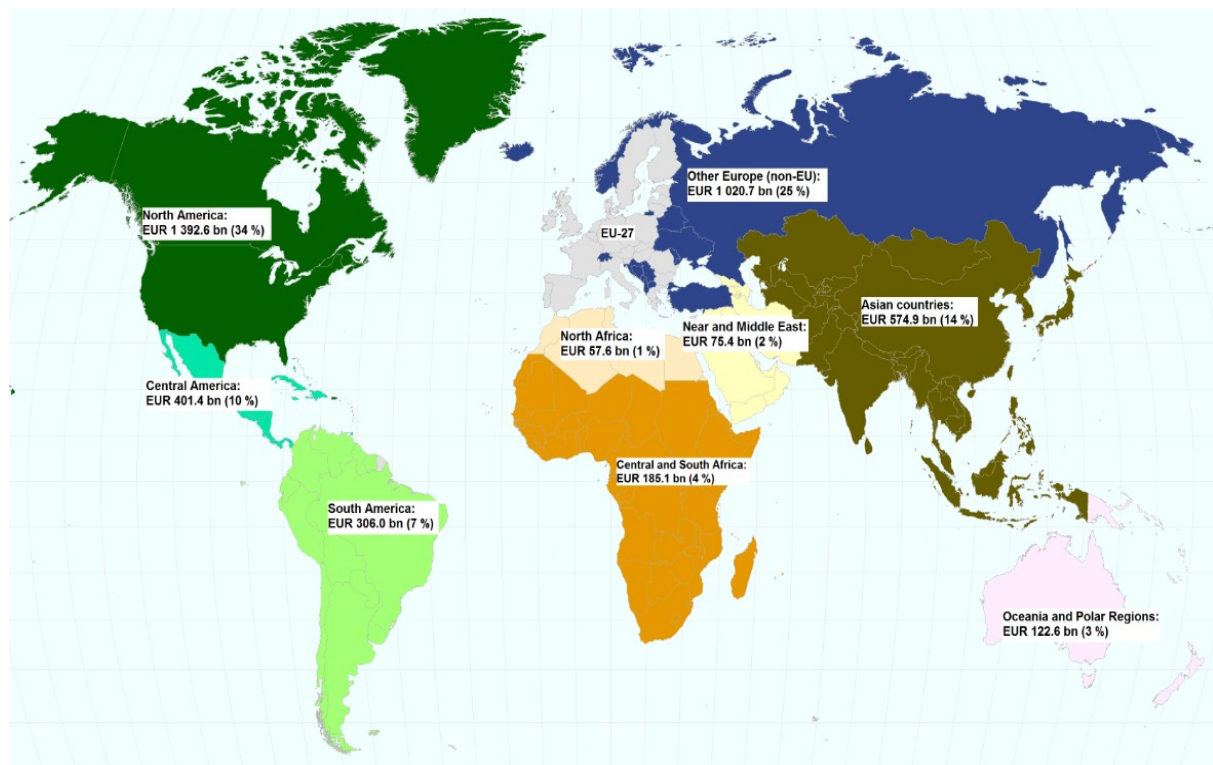 Other Europe (non-EU):
EUR 1 020.7 bn (25 %)
North America:
EUR 1 392.6 bn (34 %)
EU-27
Asian countries:
EUR 574.9 bn (14 %)
Near and Middle East:
EUR 75.4 bn (2 %)
North Africa:
EUR 57.6 bn (1 %)
Central America:
EUR 401.4 bn (10 %)
Central and South Africa:
EUR 185.1 bn (4 %)
South America:
EUR 306.0 bn (7 %)
Oceania and Polar Regions:
EUR 122.6 bn (3 %)